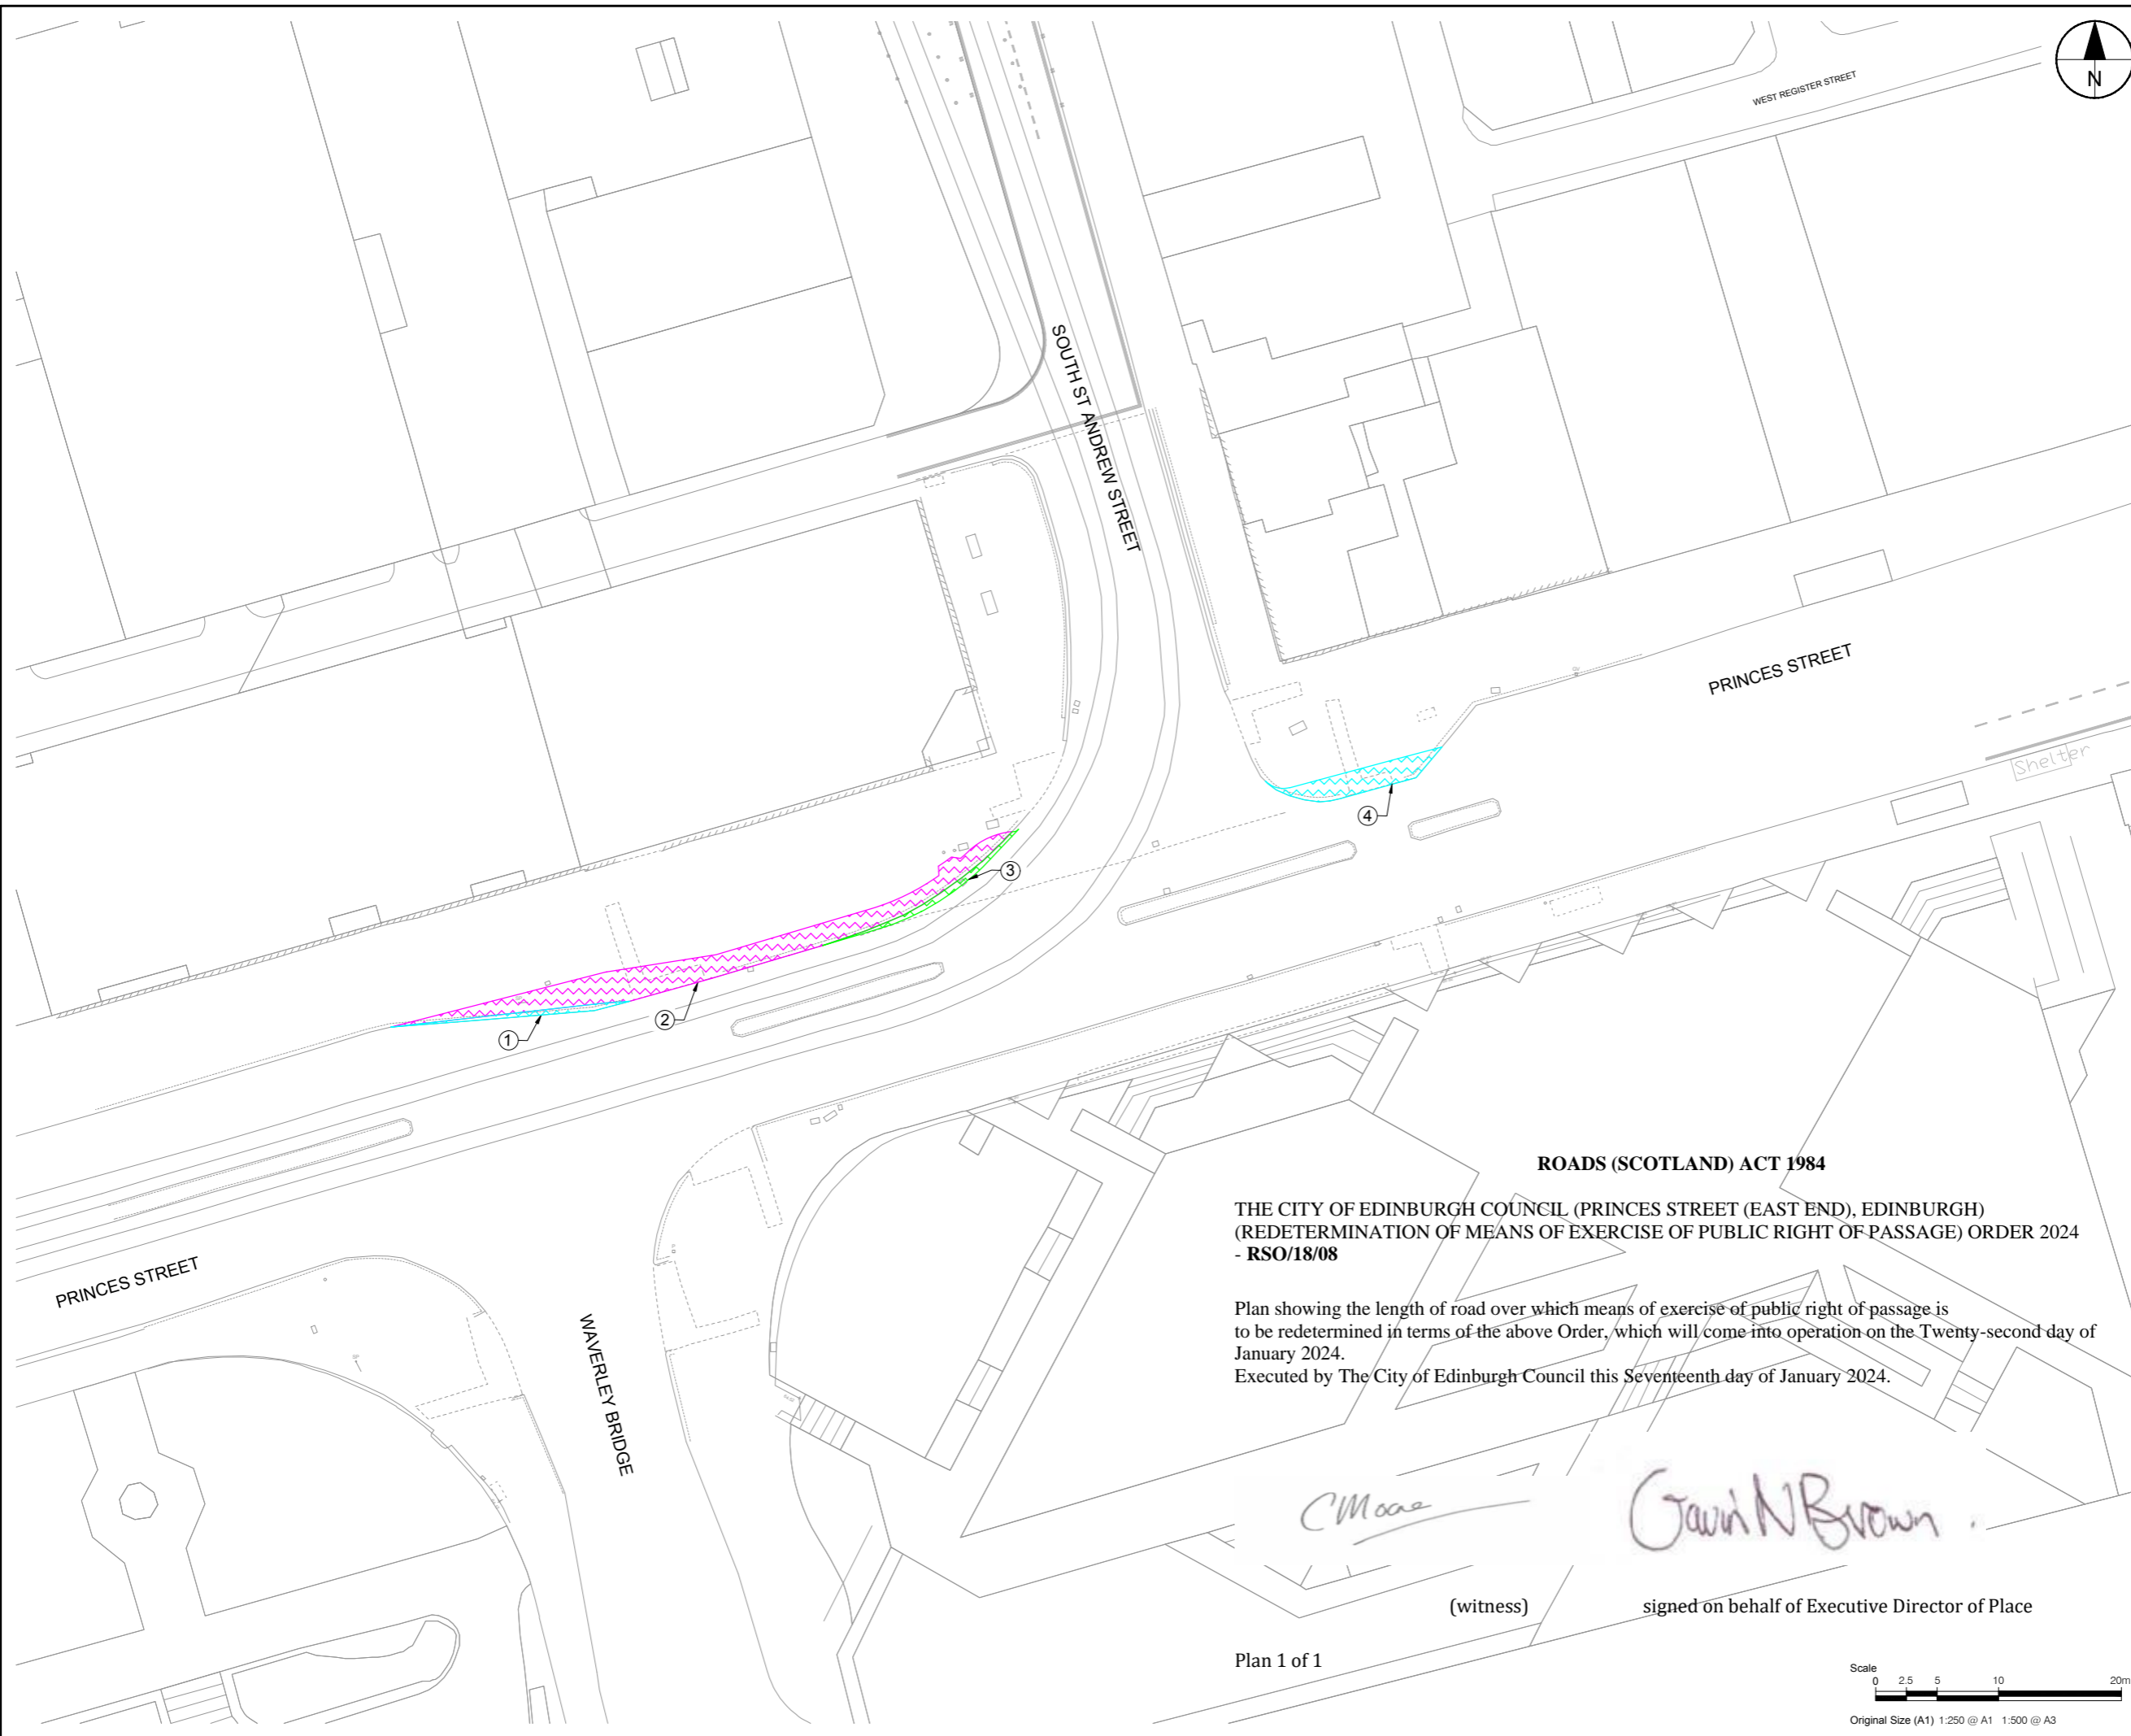 N
WEST REGISTER STREET
SOUTH ST ANDREW STREET
PRINCES STREET
Shelter
4
3
1
2
PRINCES STREET
WAVERLEY BRIDGE
ROADS (SCOTLAND) ACT 1984
THE CITY OF EDINBURGH COUNCIL (PRINCES STREET (EAST END), EDINBURGH)
(REDETERMINATION OF MEANS OF EXERCISE OF PUBLIC RIGHT OF PASSAGE) ORDER 2024
- RSO/18/08
Plan showing the length of road over which means of exercise of public right of passage is
to be redetermined in terms of the above Order, which will come into operation on the Twenty-second day of
January 2024.
Executed by The City of Edinburgh Council this Seventeenth day of January 2024.
C Moore
Gavin N Brown.
(witness)
signed on behalf of Executive Director of Place
Plan 1 of 1
Scale
0 2.5 5 10 20m
Original Size (A1) 1:250 @ A1 1:500 @ A3